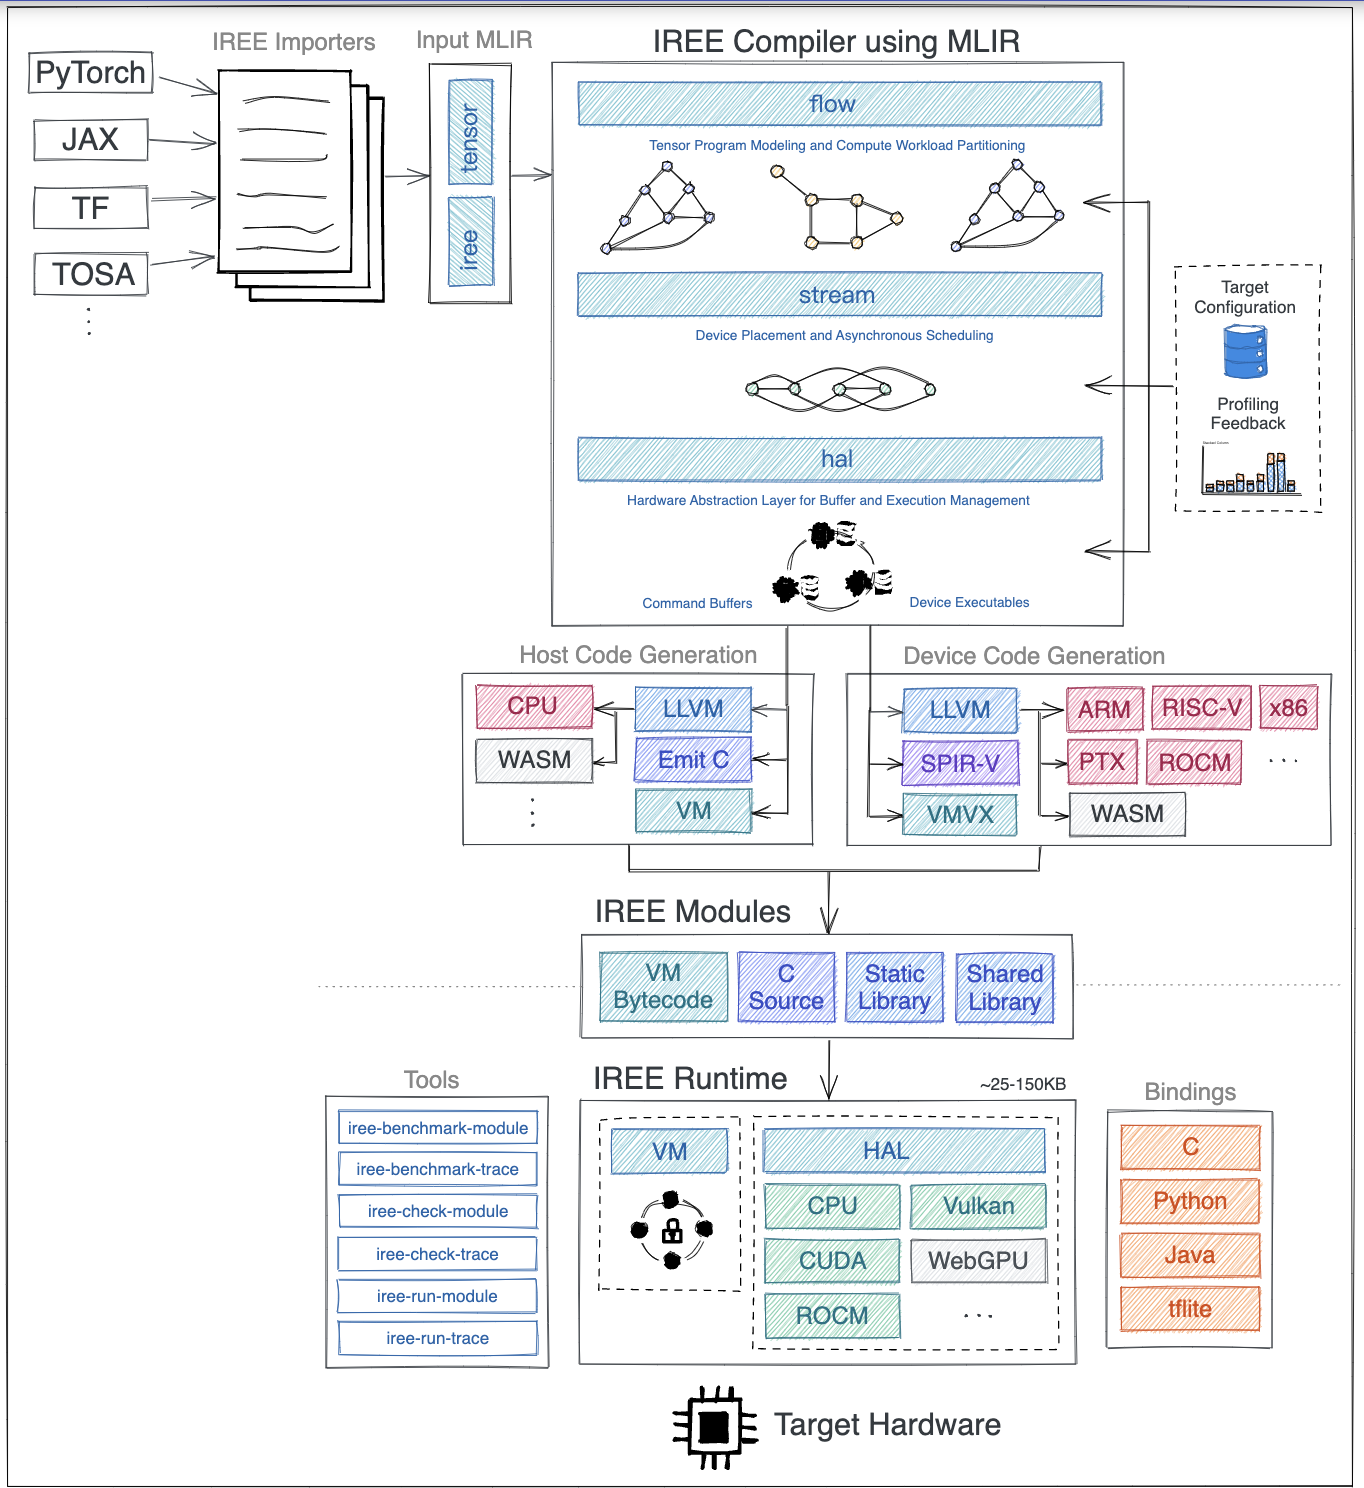 IREE Importers
Input MLIR
IREE Compiler using MLIR
PyTorch
JAX
TF
TOSA
tensor
iree
flow
Tensor Program Modeling and Compute Workload Partitioning
stream
Device Placement and Asynchronous Scheduling
hal
Hardware Abstraction Layer for Buffer and Execution Management
Command Buffers
Device Executables
Target
Configuration
Profiling
Feedback
Stacked Column
Host Code Generation
CPU
WASM
LLVM
Emit C
VM
Device Code Generation
LLVM
SPIR-V
VMVX
ARM
RISC-V
x86
PTX
ROCM
...
WASM
IREE Modules
VM
Bytecode
C
Source
Static
Library
Shared
Library
Tools
iree-benchmark-module
iree-benchmark-trace
iree-check-module
iree-check-trace
iree-run-module
iree-run-trace
IREE Runtime
~25-150KB
VM
HAL
CPU
Vulkan
CUDA
WebGPU
ROCM
...
Bindings
C
Python
Java
tflite
Target Hardware